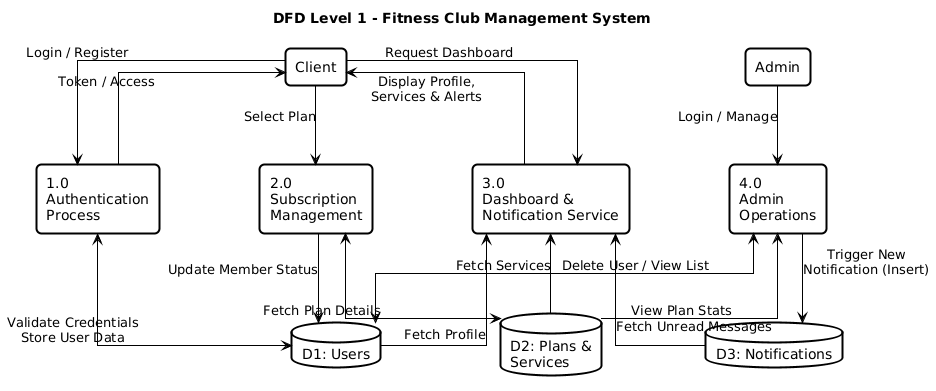 DFD Level 1 - Fitness Club Management System
Login / Register
Client
Request Dashboard
Admin
Token / Access
Display Profile,
Services & Alerts
Select Plan
Login / Manage
1.0
Authentication
Process
2.0
Subscription
Management
3.0
Dashboard &
Notification Service
4.0
Admin
Operations
Update Member Status
Fetch Services
Delete User / View List
Trigger New
Notification (Insert)
Fetch Plan Details
View Plan Stats
Validate Credentials
Store User Data
Fetch Profile
Fetch Unread Messages
D1: Users
D2: Plans &
Services
D3: Notifications